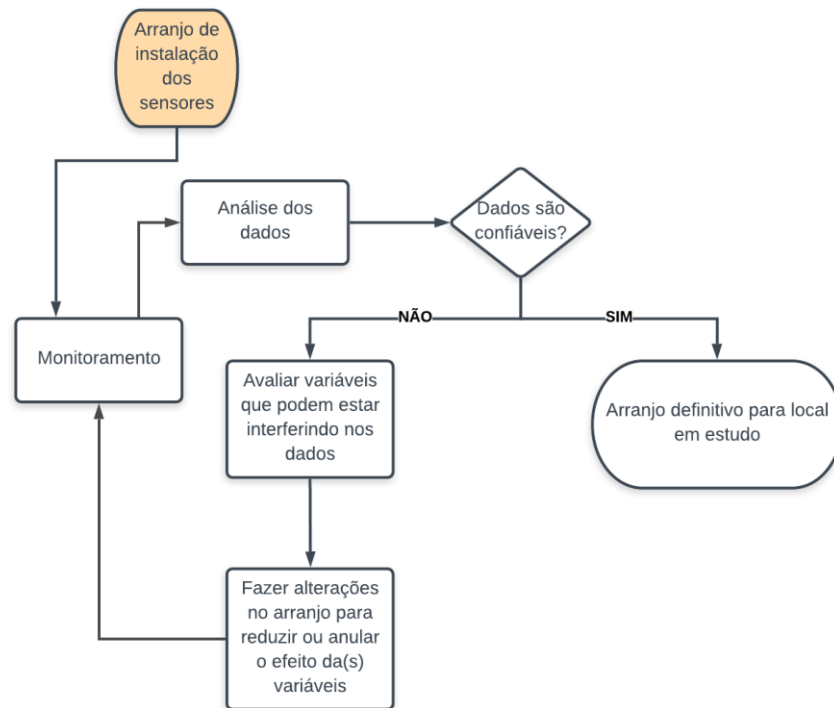 Arranjo de
instalação
dos
sensores
Análise dos
dados
Dados são
confiáveis?
Monitoramento
NÃO
SIM
Avaliar variáveis
que podem estar
interferindo nos
dados
Arranjo definitivo para local
em estudo
Fazer alterações
no arranjo para
reduzir ou anular
o efeito da(s)
variáveis